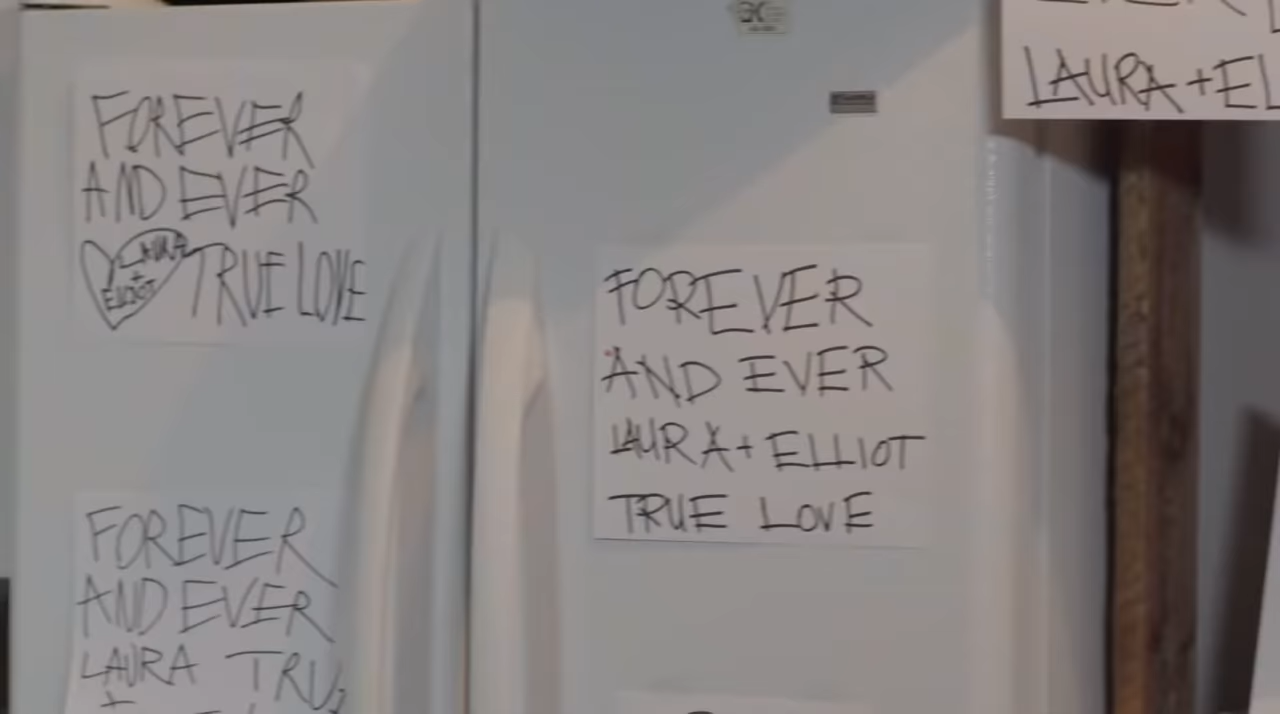 FOREVER
AND EVER
LAURA
+
ELLIOT
TRUE LOVE
FOREVER
AND EVER
LAURA TRU
+
FOREVER
AND EVER
LAURA + ELLIOT
TRUE LOVE
LAURA + EL